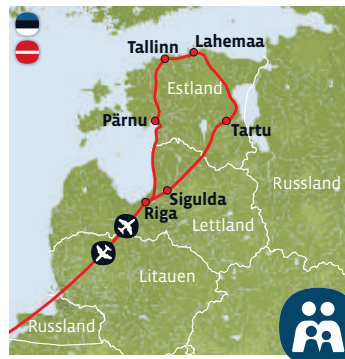 Tallinn
Lahemaa
Estland
Pärnu
Tartu
Russland
Sigulda
Riga
Lettland
Litauen
Russland